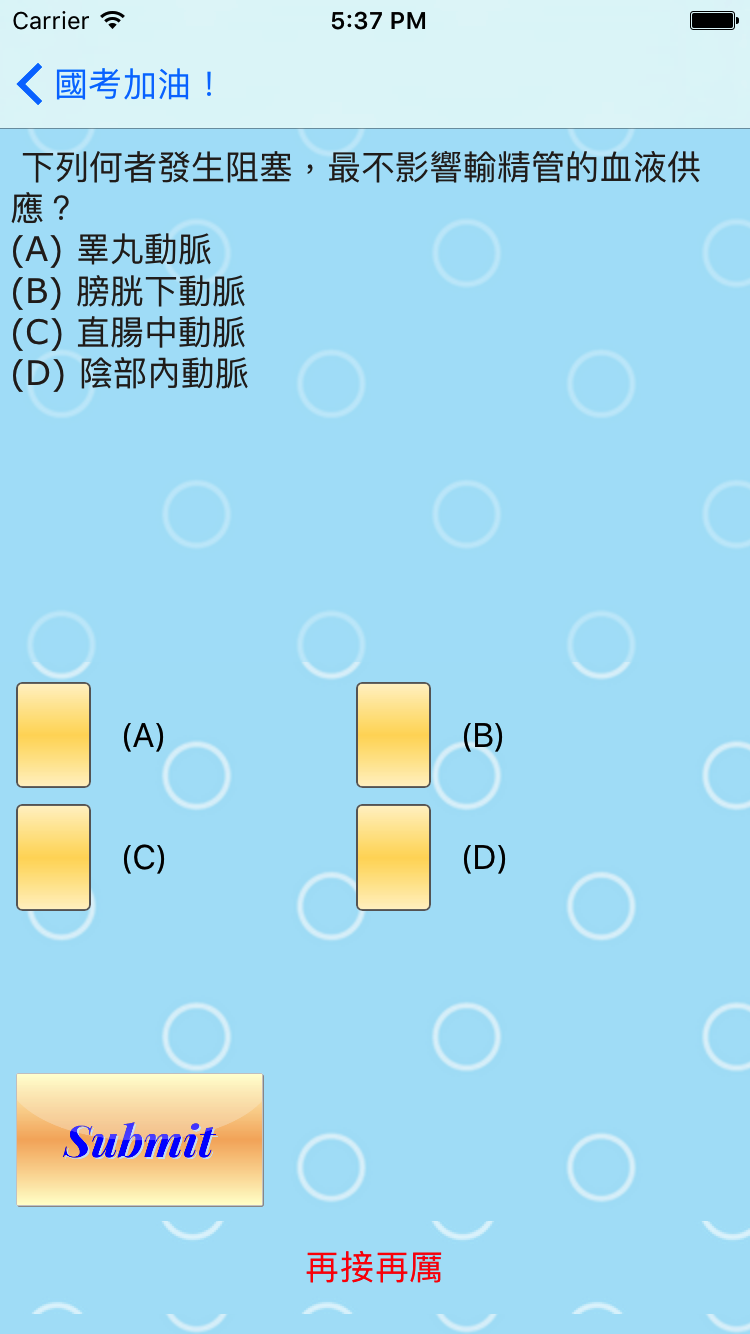 Carrier 5:37 PM
國考加油！
下列何者發生阻塞，最不影響輸精管的血液供
應？
(A) 睪丸動脈
(B) 膀胱下動脈
(C) 直腸中動脈
(D) 陰部內動脈
(A) (B)
(C) (D)
Submit
再接再厲